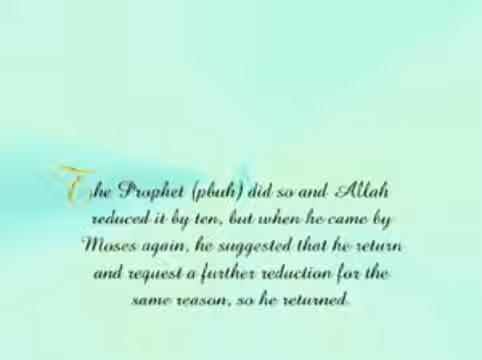 The Prophet (pbuh) did so and Allah
reduced it by ten, but when he came by
Moses again, he suggested that he return
and request a further reduction for the
same reason, so he returned.